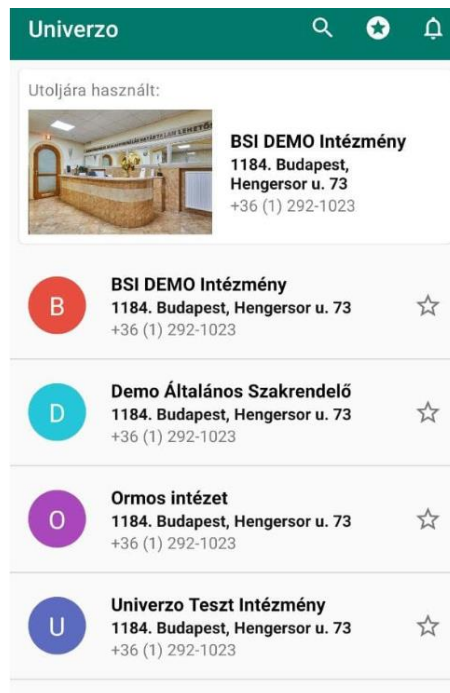 Univerzo
Utoljára használt:
BSI DEMO Intézmény
1184. Budapest,
Hengersor u. 73
+36 (1) 292-1023
B
BSI DEMO Intézmény
1184. Budapest, Hengersor u. 73
+36 (1) 292-1023
D
Demo Általános Szakrendelő
1184. Budapest, Hengersor u. 73
+36 (1) 292-1023
O
Ormos intézet
1184. Budapest, Hengersor u. 73
+36 (1) 292-1023
U
Univerzo Teszt Intézmény
1184. Budapest, Hengersor u. 73
+36 (1) 292-1023